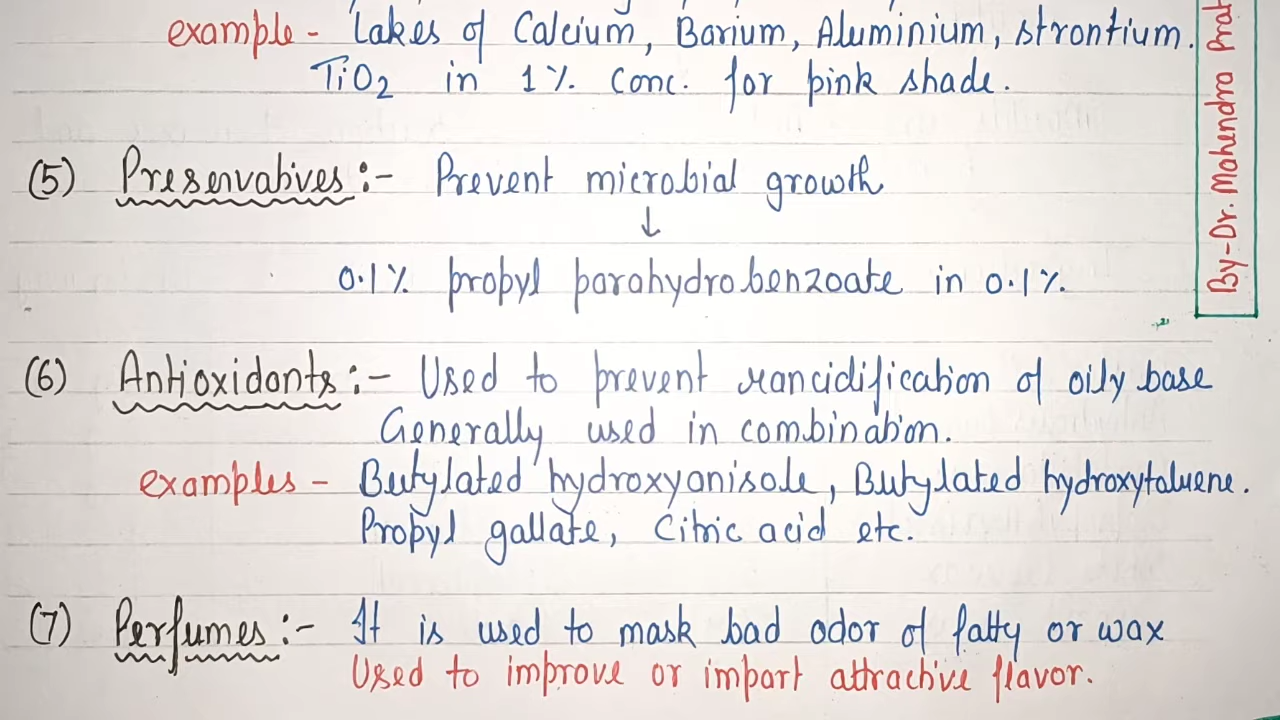 example - Lakes of Calcium, Barium, Aluminium, strontium.
TiO2 in 1% Conc. for pink shade.
(5) Preservatives :- Prevent microbial growth
↓
0.1% propyl parahydrobenzoate in 0.1%.
(6) Antioxidants :- Used to prevent rancidification of oily base
Generally used in combination.
examples - Butylated hydroxyanisole, Butylated hydroxytoluene.
Propyl gallate, Citric acid etc.
(7) Perfumes :- It is used to mask bad odor of fatty or wax
Used to improve or impart attractive flavor.
By-Dr. Mahendra Prat